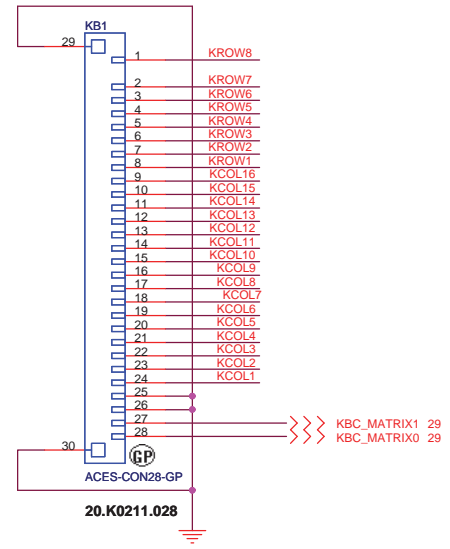 KB1
29
1 KROW8
2 KROW7
3 KROW6
4 KROW5
5 KROW4
6 KROW3
7 KROW2
8 KROW1
9 KCOL16
10 KCOL15
11 KCOL14
12 KCOL13
13 KCOL12
14 KCOL11
15 KCOL10
16 KCOL9
17 KCOL8
18 KCOL7
19 KCOL6
20 KCOL5
21 KCOL4
22 KCOL3
23 KCOL2
24 KCOL1
25
26
27 KBC_MATRIX1 29
28 KBC_MATRIX0 29
30
GP
ACES-CON28-GP
20.K0211.028